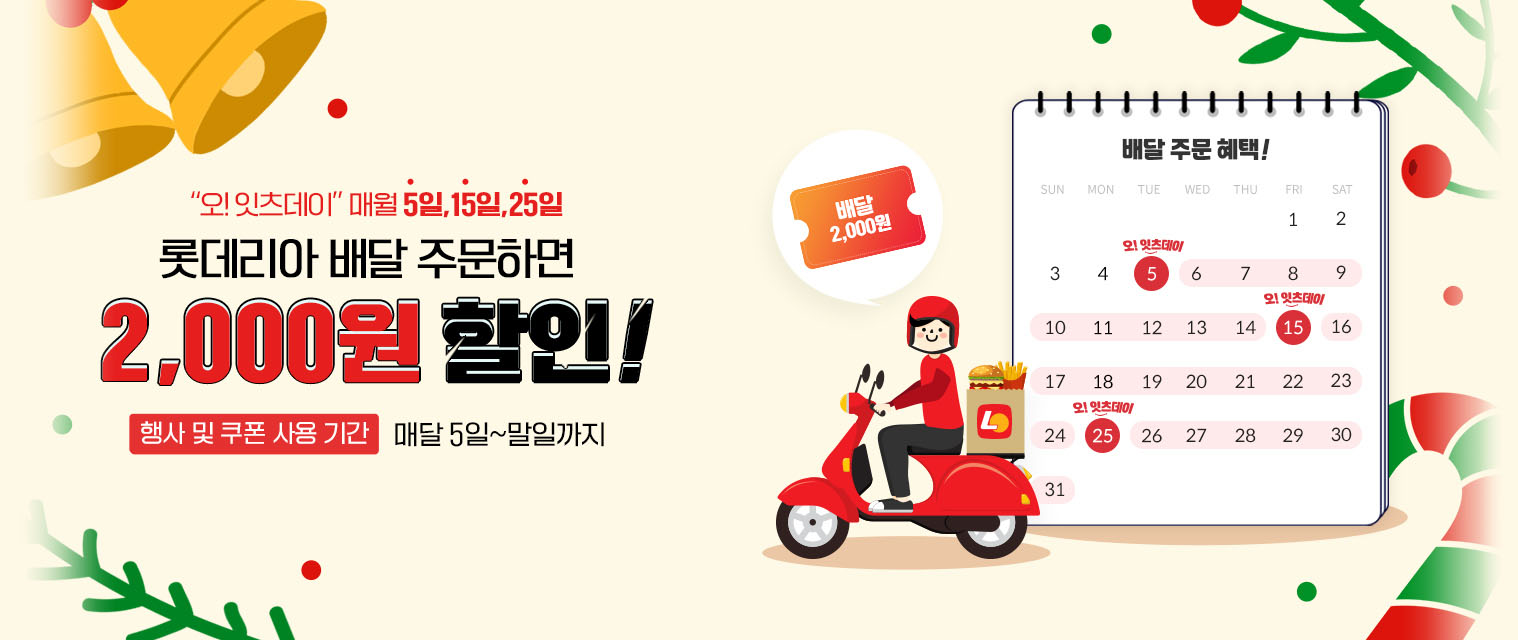 “오! 잇츠데이” 매월 5일,15일,25일
롯데리아 배달 주문하면
2,000원 할인!
행사 및 쿠폰 사용 기간 매달 5일~말일까지
배달
2,000원
L
배달 주문 혜택!
SUN MON TUE WED THU FRI SAT
1 2
오! 잇츠데이
3 4 5 6 7 8 9
오! 잇츠데이
10 11 12 13 14 15 16
17 18 19 20 21 22 23
오! 잇츠데이
24 25 26 27 28 29 30
31